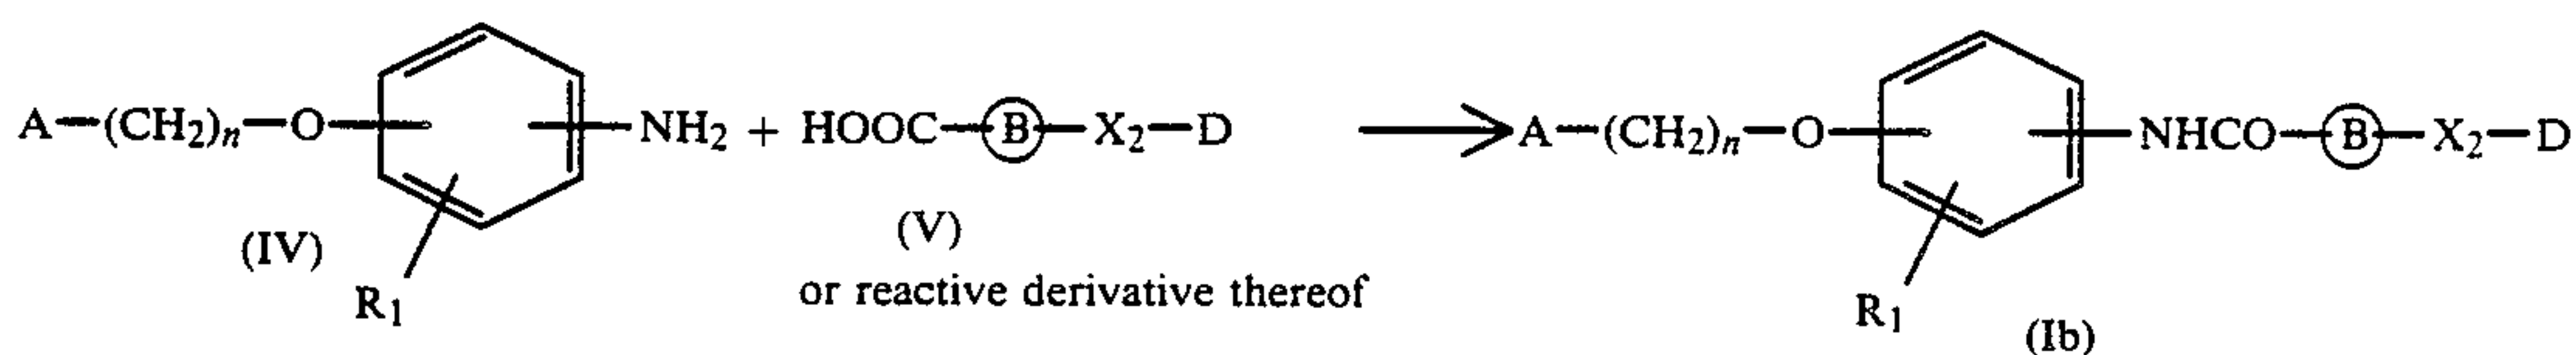 A—(CH2)n—O— —NH2 + HOOC—B—X2—D ⟶ A—(CH2)n—O— —NHCO—B—X2—D
(IV) (V) (Ib)
or reactive derivative thereof
R1 R1